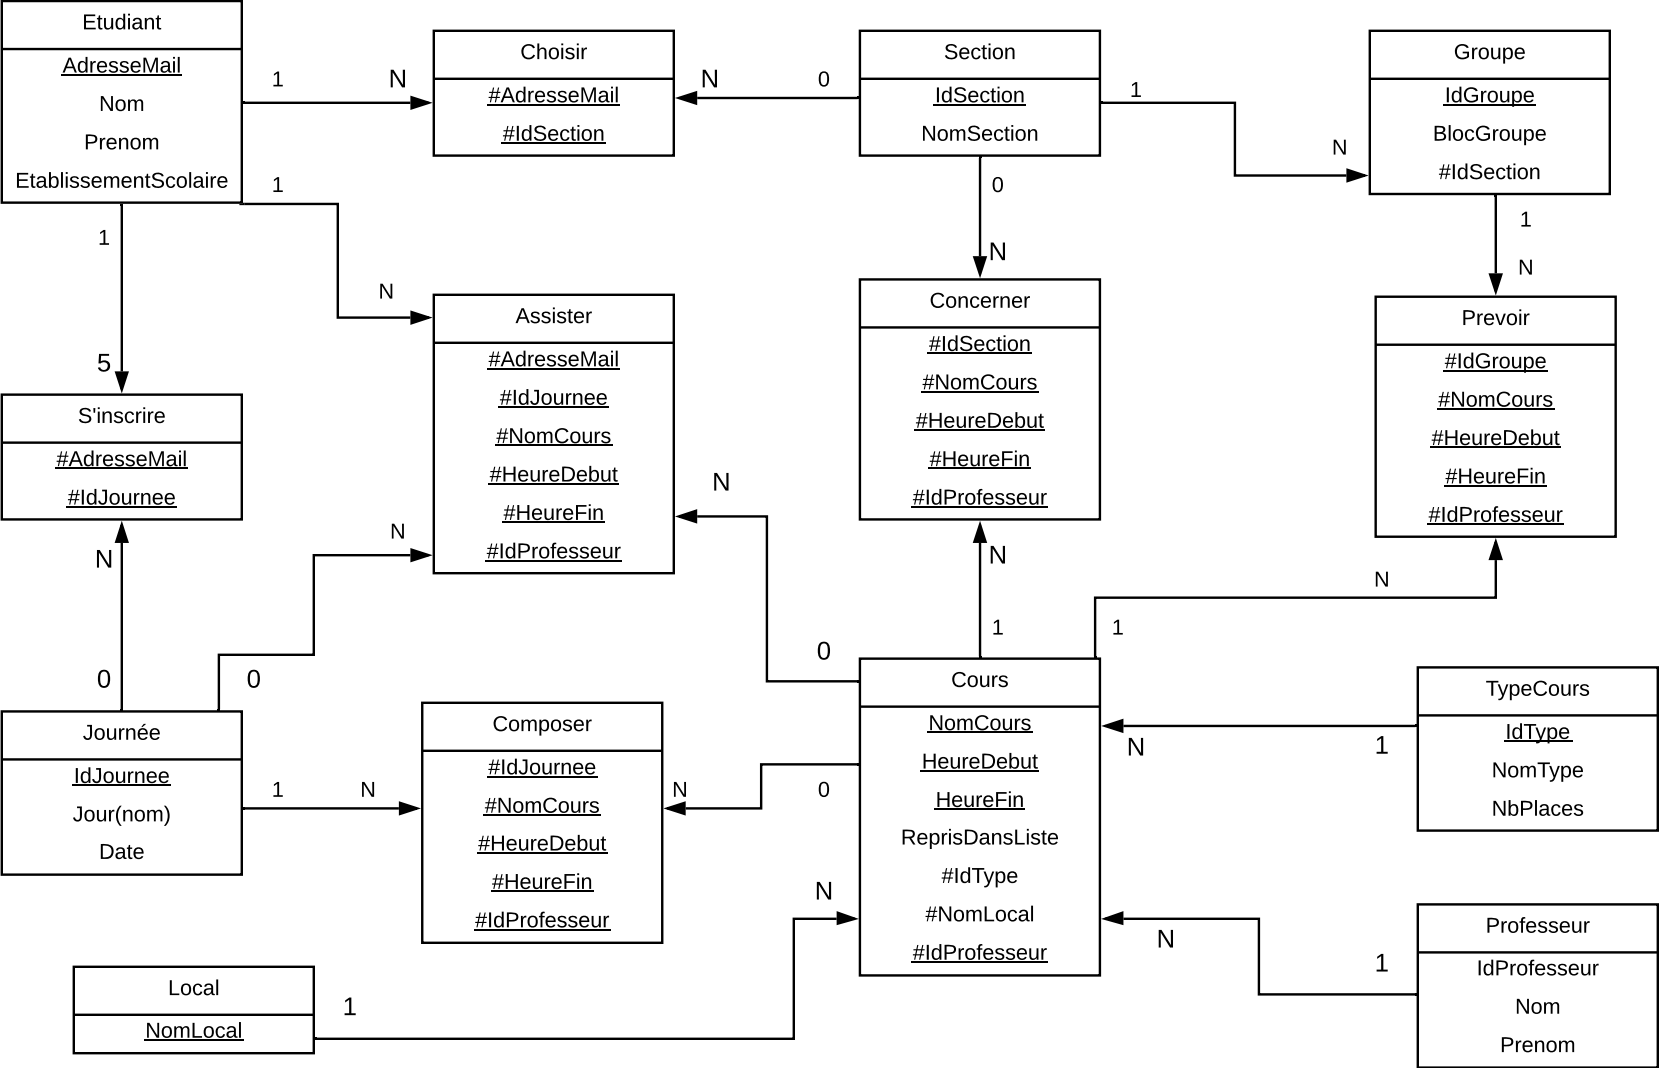 Etudiant
AdresseMail
Nom
Prenom
EtablissementScolaire
1
N
Choisir
#AdresseMail
#IdSection
N
0
Section
IdSection
NomSection
1
N
Groupe
IdGroupe
BlocGroupe
#IdSection
1
N
1
5
1
N
0
N
Assister
#AdresseMail
#IdJournee
#NomCours
#HeureDebut
#HeureFin
#IdProfesseur
Concerner
#IdSection
#NomCours
#HeureDebut
#HeureFin
#IdProfesseur
Prevoir
#IdGroupe
#NomCours
#HeureDebut
#HeureFin
#IdProfesseur
S'inscrire
#AdresseMail
#IdJournee
N
0
N
0
N
0
N
1
N
1
Journée
IdJournee
Jour(nom)
Date
1
N
Composer
#IdJournee
#NomCours
#HeureDebut
#HeureFin
#IdProfesseur
N
0
Cours
NomCours
HeureDebut
HeureFin
RepriDansListe
#IdType
#NomLocal
#IdProfesseur
N
1
TypeCours
IdType
NomType
NbPlaces
N
1
Professeur
IdProfesseur
Nom
Prenom
Local
NomLocal
1
N